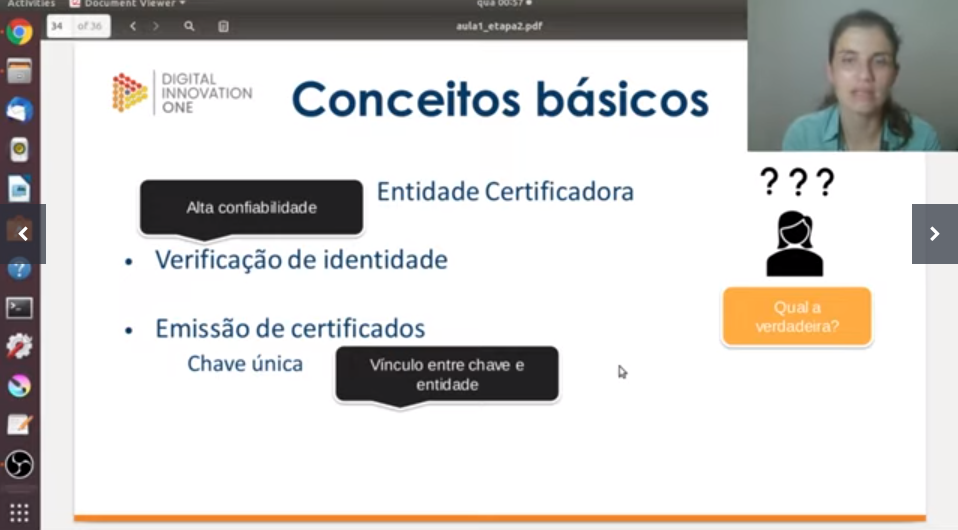 Activities Document Viewer
qua 00:57
34 of 36
aula1_etapa2.pdf
DIGITAL
INNOVATION
ONE
Conceitos básicos
Alta confiabilidade
Entidade Certificadora
? ? ?
• Verificação de identidade
Qual a
verdadeira?
• Emissão de certificados
Chave única
Vínculo entre chave e
entidade